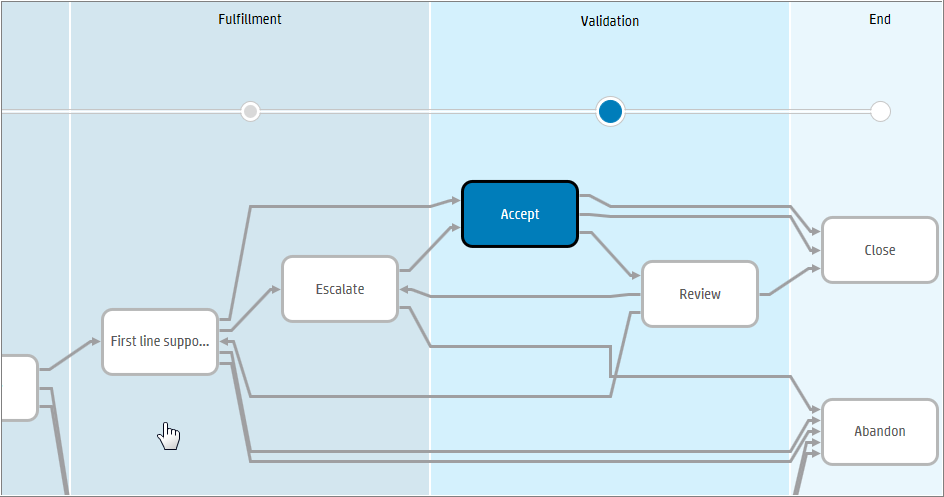 Fulfillment
Validation
End
Accept
Close
Escalate
Review
First line suppo...
Abandon